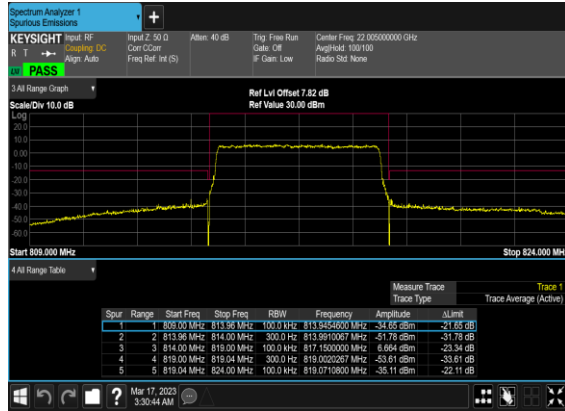 Spectrum Analyzer 1
Spurious Emissions
KEYSIGHT
R T
LXI
PASS
Input: RF
Coupling: DC
Align: Auto
Input Z: 50 Ω
Corr CCorr
Freq Ref: Int (S)
Atten: 40 dB
Trig: Free Run
Gate: Off
IF Gain: Low
Center Freq: 22.005000000 GHz
Avg|Hold: 100/100
Radio Std: None
3 All Range Graph
Scale/Div 10.0 dB
Ref Lvl Offset 7.82 dB
Ref Value 30.00 dBm
Log
20.0
10.0
0.00
-10.0
-20.0
-30.0
-40.0
-50.0
-60.0
Start 809.000 MHz
Stop 824.000 MHz
4 All Range Table
Measure Trace Trace 1
Trace Type Trace Average (Active)
Spur Range Start Freq Stop Freq RBW Frequency Amplitude ΔLimit
1 1 809.00 MHz 813.96 MHz 100.0 kHz 813.9454600 MHz -34.65 dBm -21.65 dB
2 2 813.96 MHz 814.00 MHz 300.0 Hz 813.9910067 MHz -51.78 dBm -31.78 dB
3 3 814.00 MHz 819.00 MHz 100.0 kHz 817.1500000 MHz 6.664 dBm -23.34 dB
4 4 819.00 MHz 819.04 MHz 300.0 Hz 819.0020267 MHz -53.61 dBm -33.61 dB
5 5 819.04 MHz 824.00 MHz 100.0 kHz 819.0710800 MHz -35.11 dBm -22.11 dB
Mar 17, 2023
3:30:44 AM